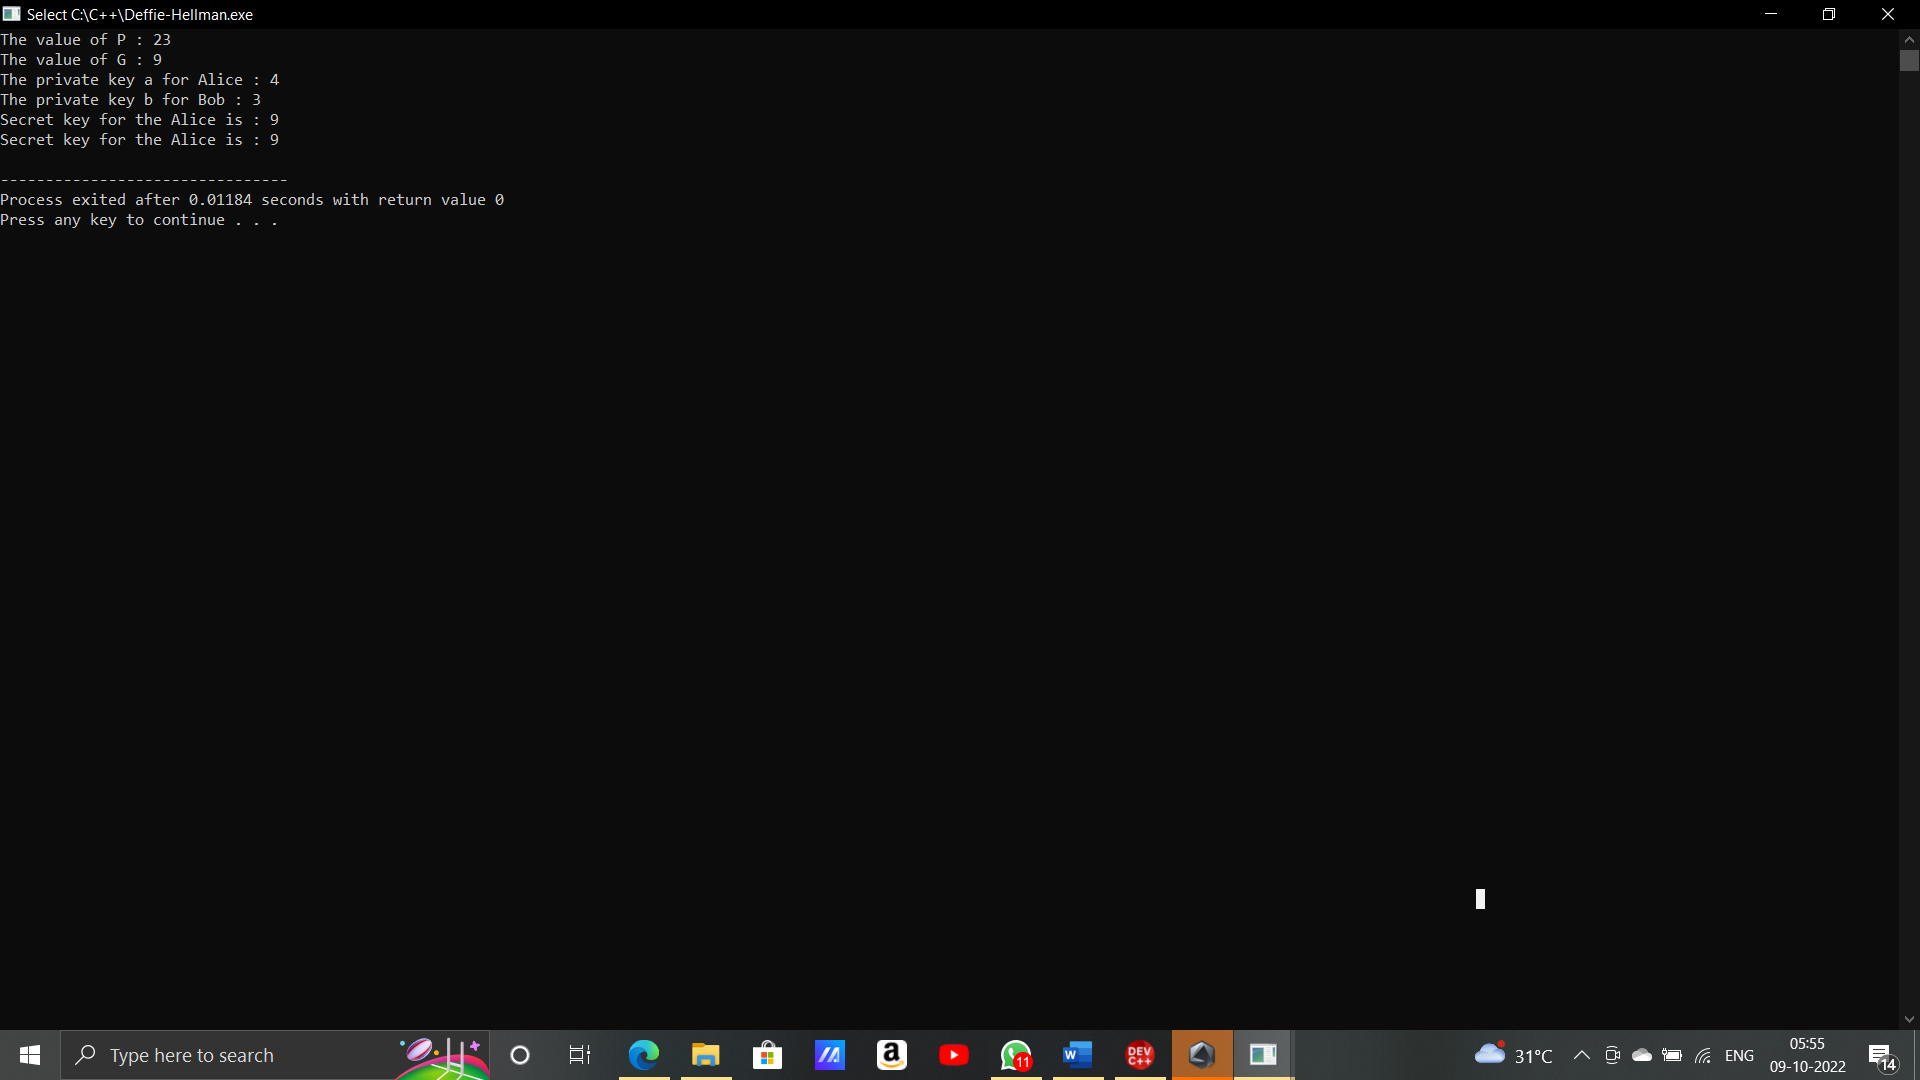 Select C:\C++\Deffie-Hellman.exe
The value of P : 23
The value of G : 9
The private key a for Alice : 4
The private key b for Bob : 3
Secret key for the Alice is : 9
Secret key for the Alice is : 9
--------------------------------
Process exited after 0.01184 seconds with return value 0
Press any key to continue . . .
Type here to search
a
11
W
DEV
C++
31°C
ENG
05:55
09-10-2022
14